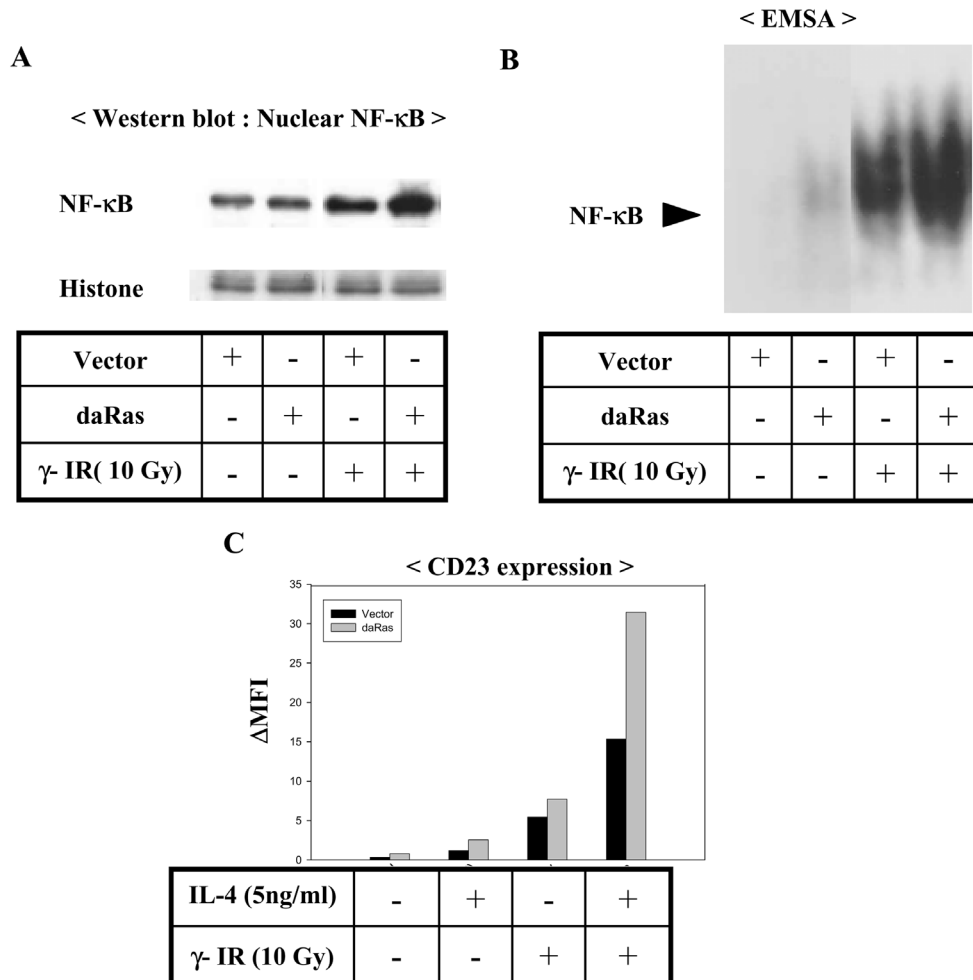 A
< Western blot : Nuclear NF-κB >
NF-κB
Histone
Vector + - + -
daRas - + - +
γ- IR( 10 Gy) - - + +
B
< EMSA >
NF-κB
Vector + - + -
daRas - + - +
γ- IR( 10 Gy) - - + +
C
< CD23 expression >
Vector
daRas
ΔMFI
35
30
25
20
15
10
5
0
IL-4 (5ng/ml) - + - +
γ- IR (10 Gy) - - + +